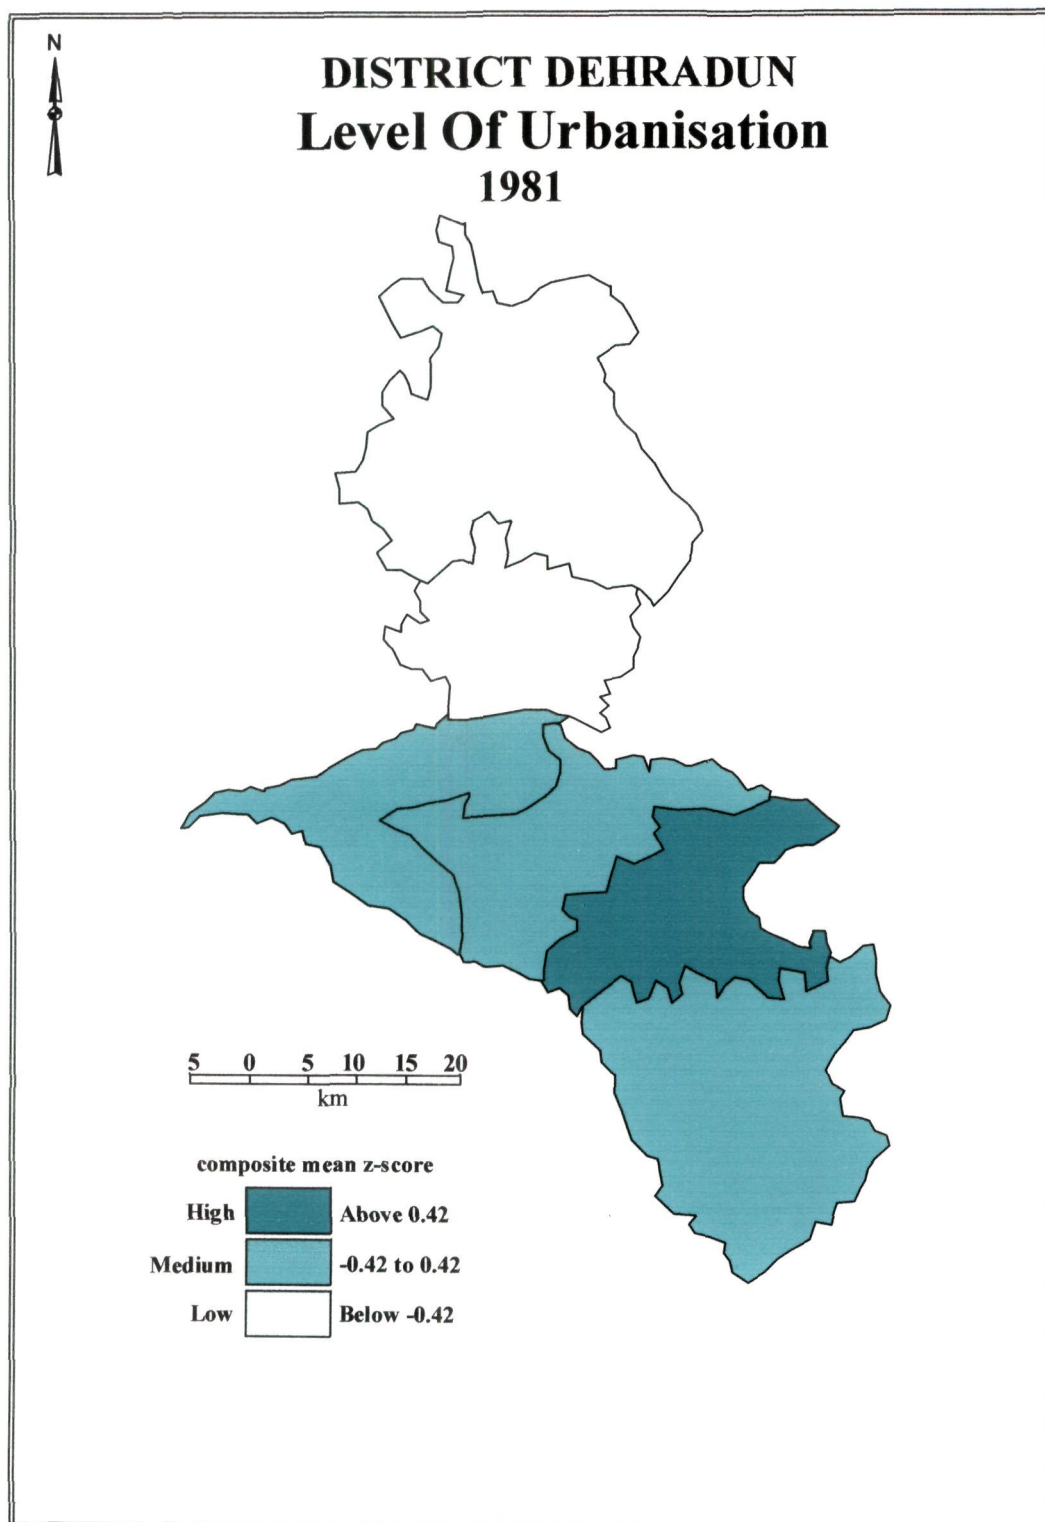 N
DISTRICT DEHRADUN
Level Of Urbanisation
1981
5 0 5 10 15 20
km
composite mean z-score
High Above 0.42
Medium -0.42 to 0.42
Low Below -0.42